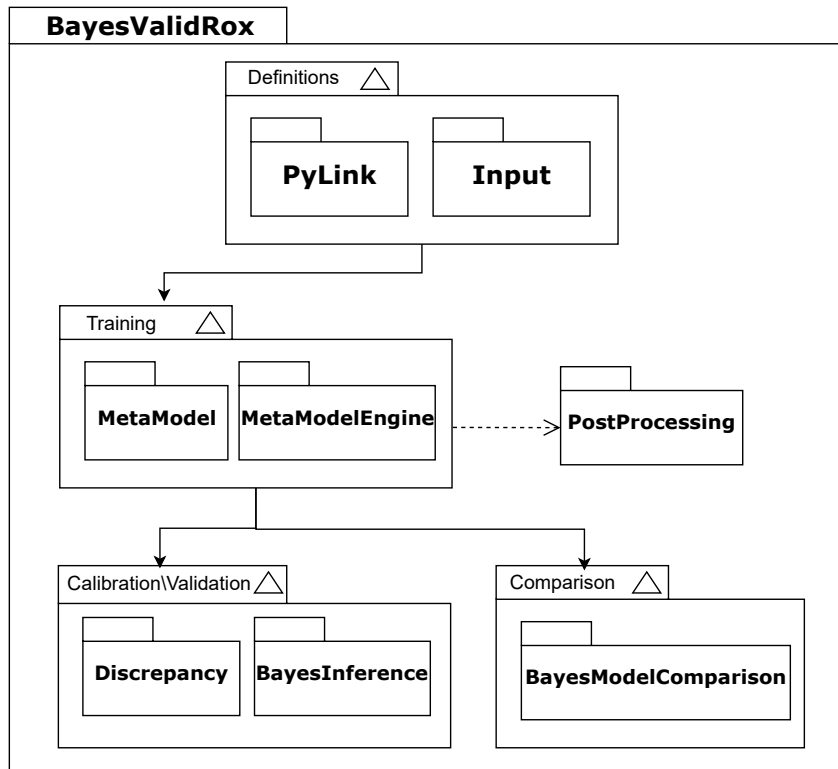 BayesValidRox
Definitions
PyLink
Input
Training
MetaModel
MetaModelEngine
PostProcessing
Calibration\Validation
Discrepancy
BayesInference
Comparison
BayesModelComparison